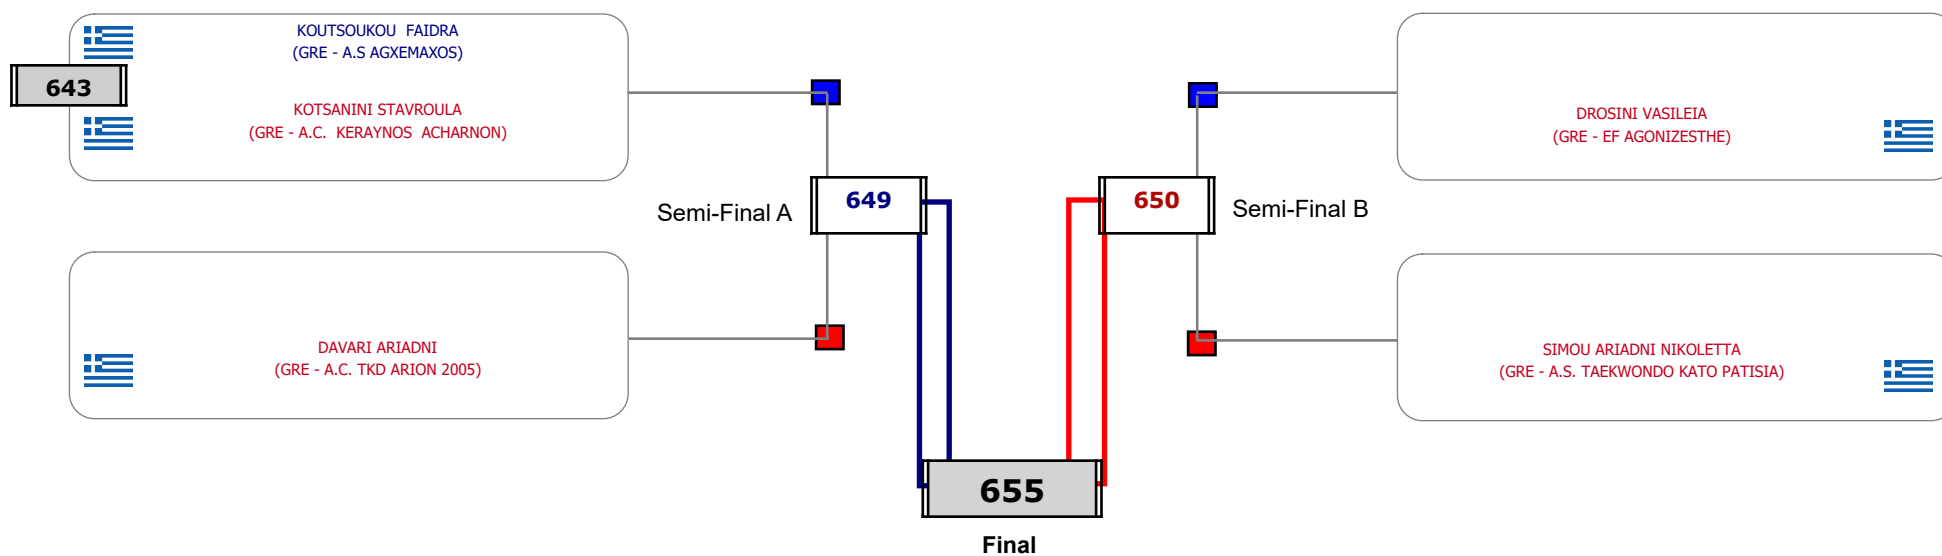 KOUTSOUKOU FAIDRA
(GRE - A.S AGXEMAXOS)
643
KOTSANINI STAVROULA
(GRE - A.C. KERAYNOS ACHARNON)
DROSINI VASILEIA
(GRE - EF AGONIZESTHE)
Semi-Final A
649
650
Semi-Final B
DAVARI ARIADNI
(GRE - A.C. TKD ARION 2005)
SIMOU ARIADNI NIKOLETTA
(GRE - A.S. TAEKWONDO KATO PATISIA)
655
Final